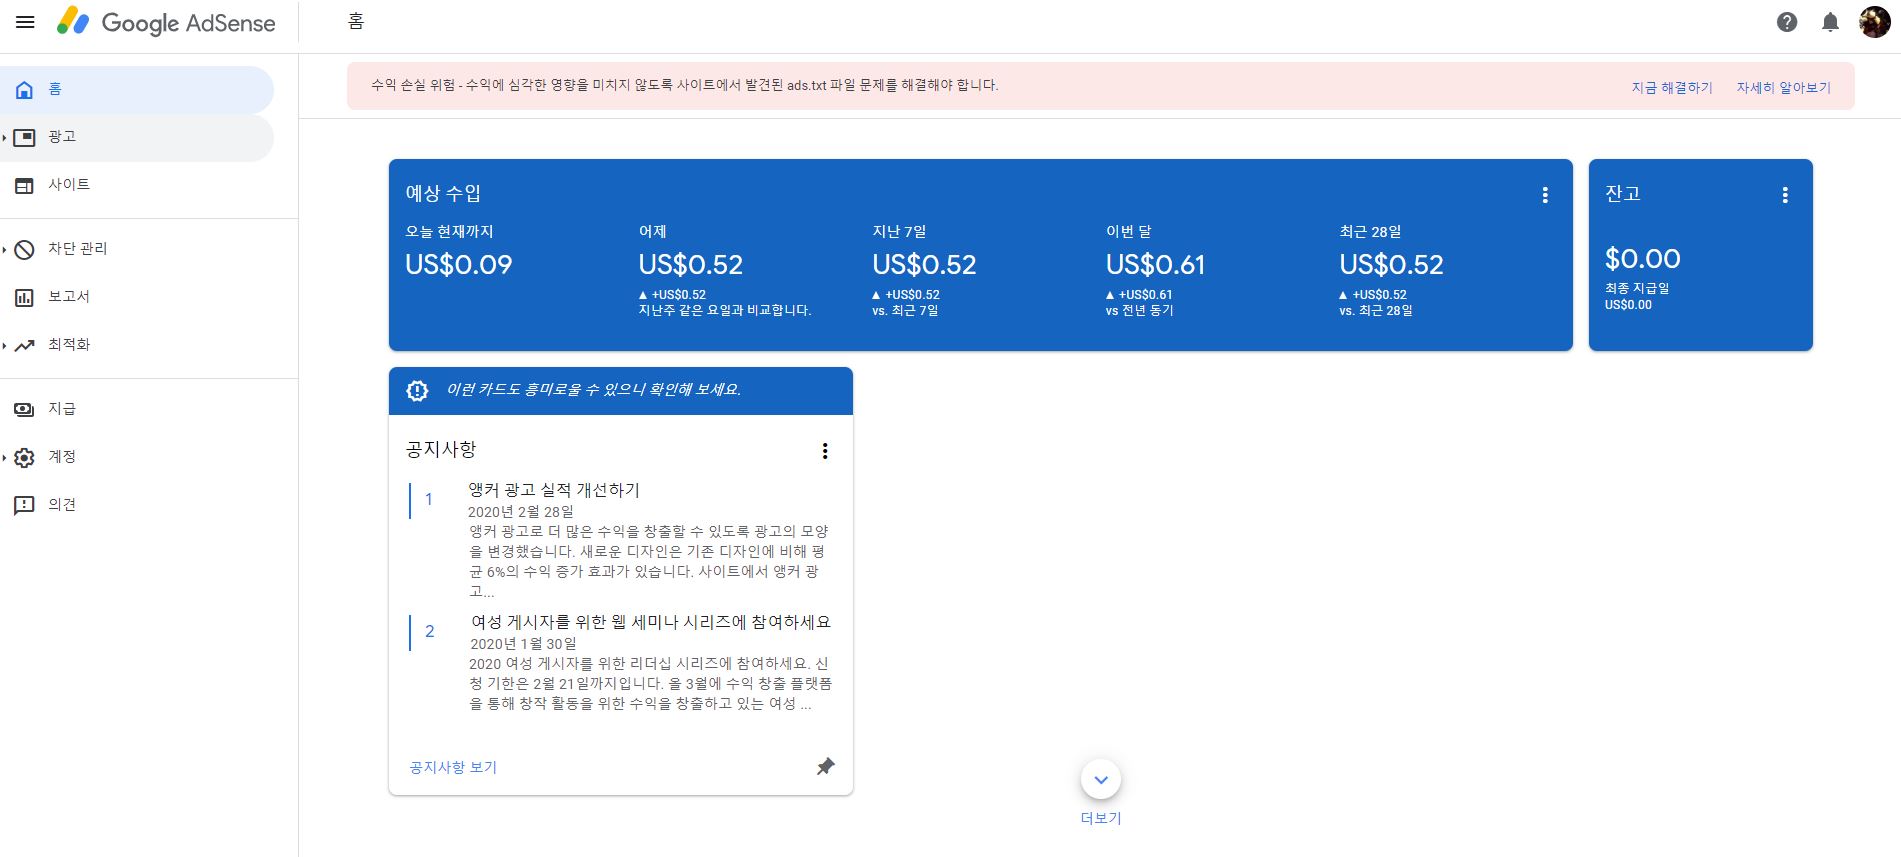 Google AdSense
홈
홈
광고
사이트
차단 관리
보고서
최적화
지급
계정
의견
수익 손실 위험 - 수익에 심각한 영향을 미치지 않도록 사이트에서 발견된 ads.txt 파일 문제를 해결해야 합니다.
지금 해결하기 자세히 알아보기
예상 수입
오늘 현재까지
US$0.09
어제
US$0.52
▲ +US$0.52
지난주 같은 요일과 비교합니다.
지난 7일
US$0.52
▲ +US$0.52
vs. 최근 7일
이번 달
US$0.61
▲ +US$0.61
vs 전년 동기
최근 28일
US$0.52
▲ +US$0.52
vs. 최근 28일
잔고
$0.00
최종 지급일
US$0.00
이런 카드도 흥미로울 수 있으니 확인해 보세요.
공지사항
1
앵커 광고 실적 개선하기
2020년 2월 28일
앵커 광고로 더 많은 수익을 창출할 수 있도록 광고의 모양
을 변경했습니다. 새로운 디자인은 기존 디자인에 비해 평
균 6%의 수익 증가 효과가 있습니다. 사이트에서 앵커 광
고...
2
여성 게시자를 위한 웹 세미나 시리즈에 참여하세요
2020년 1월 30일
2020 여성 게시자를 위한 리더십 시리즈에 참여하세요. 신
청 기한은 2월 21일까지입니다. 올 3월에 수익 창출 플랫폼
을 통해 창작 활동을 위한 수익을 창출하고 있는 여성 ...
공지사항 보기
더보기